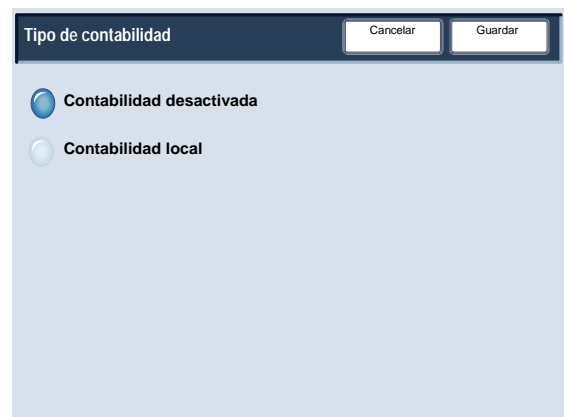 Tipo de contabilidad
Cancelar
Guardar
Contabilidad desactivada
Contabilidad local